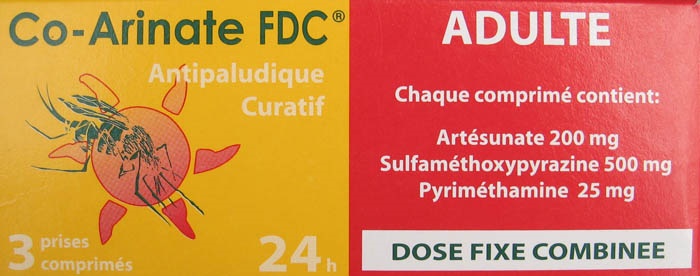 Co-Arinate FDC®
Antipaludique
Curatif
3 prises
comprimés
24h
ADULTE
Chaque comprimé contient:
Artésunate 200 mg
Sulfaméthoxypyrazine 500 mg
Pyriméthamine 25 mg
DOSE FIXE COMBINEE